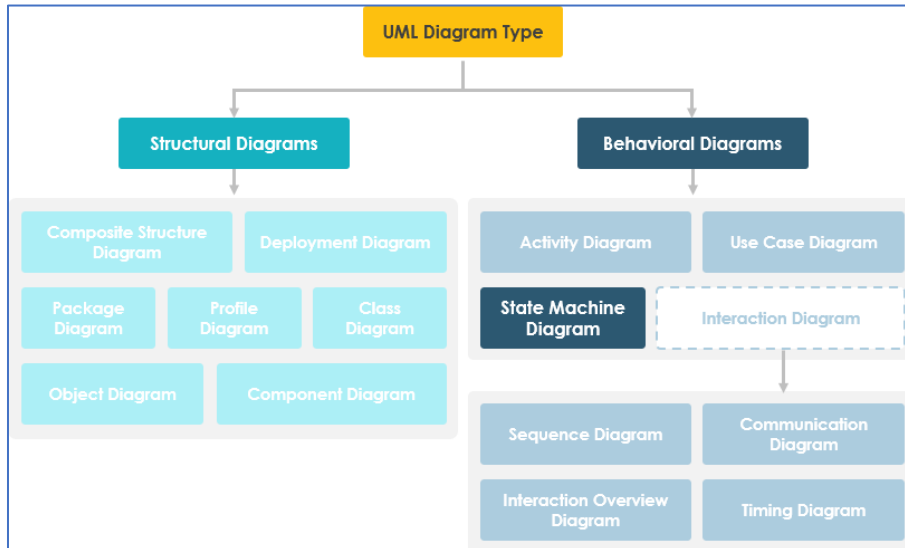 UML Diagram Type
Structural Diagrams
Behavioral Diagrams
Composite Structure
Diagram
Deployment Diagram
Package
Diagram
Profile
Diagram
Class
Diagram
Object Diagram
Component Diagram
Activity Diagram
Use Case Diagram
State Machine
Diagram
Interaction Diagram
Sequence Diagram
Communication
Diagram
Interaction Overview
Diagram
Timing Diagram